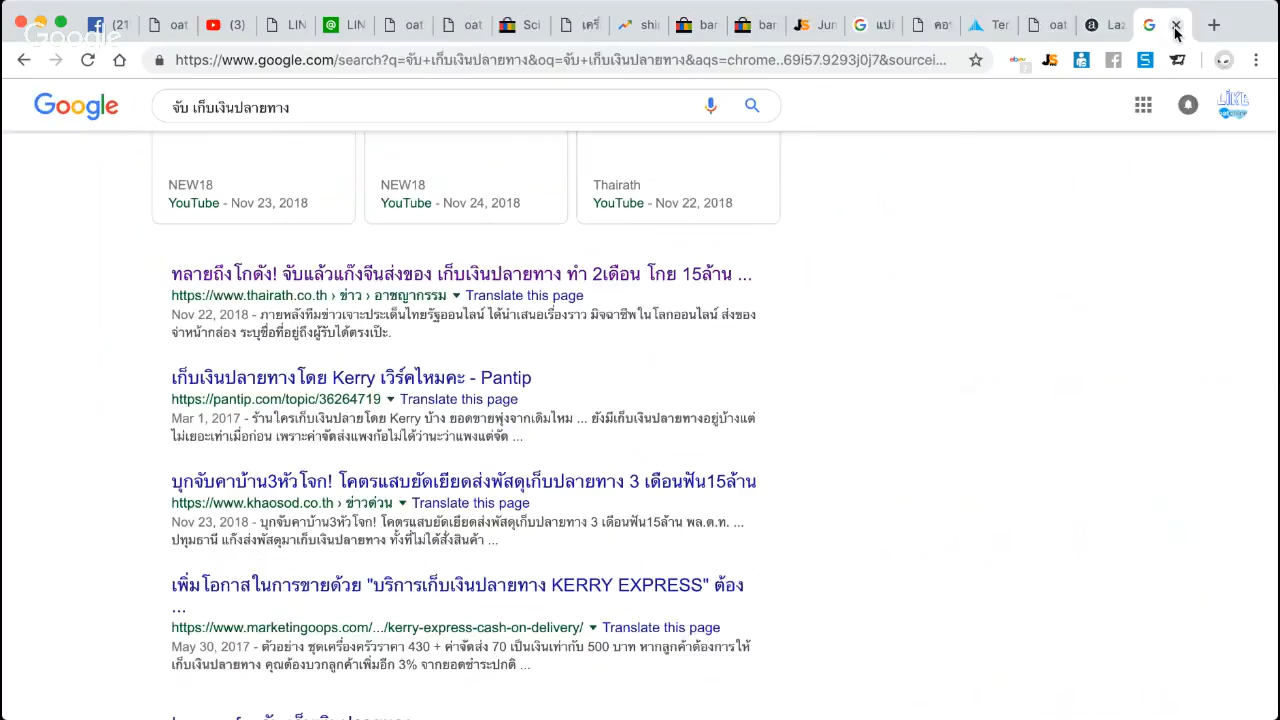 oat
(3)
LIN
LIN
oat
oat
Sci
เครื่
shi
bar
bar
Jun
แป
คอ
Ter
oat
Laz
https://www.google.com/search?q=จับ+เก็บเงินปลายทาง&oq=จับ+เก็บเงินปลายทาง&aqs=chrome..69i57.9293j0j7&sourcei...
Google
จับ เก็บเงินปลายทาง
NEW18
YouTube - Nov 23, 2018
NEW18
YouTube - Nov 24, 2018
Thairath
YouTube - Nov 22, 2018
ทลายถึงโกดัง! จับแล้วแก๊งจีนส่งของ เก็บเงินปลายทาง ทำ 2เดือน โกย 15ล้าน ...
https://www.thairath.co.th › ข่าว › อาชญากรรม ▾ Translate this page
Nov 22, 2018 - ภายหลังทีมข่าวเจาะประเด็นไทยรัฐออนไลน์ ได้นำเสนอเรื่องราว มิจฉาชีพในโลกออนไลน์ ส่งของ
จ่าหน้ากล่อง ระบุชื่อที่อยู่ถึงผู้รับได้ตรงเป๊ะ.
เก็บเงินปลายทางโดย Kerry เวิร์คไหมคะ - Pantip
https://pantip.com/topic/36264719 ▾ Translate this page
Mar 1, 2017 - ร้านใครเก็บเงินปลายโดย Kerry บ้าง ยอดขายพุ่งจากเดิมไหม ... ยังมีเก็บเงินปลายทางอยู่บ้างแต่
ไม่เยอะเท่าเมื่อก่อน เพราะค่าจัดส่งแพงก้อไม่ได้ว่านะว่าแพงแต่จัด ...
บุกจับคาบ้าน3หัวโจก! โคตรแสบยัดเยียดส่งพัสดุเก็บปลายทาง 3 เดือนฟัน15ล้าน
https://www.khaosod.co.th › ข่าวด่วน ▾ Translate this page
Nov 23, 2018 - บุกจับคาบ้าน3หัวโจก! โคตรแสบยัดเยียดส่งพัสดุเก็บปลายทาง 3 เดือนฟัน15ล้าน พล.ต.ท. ...
ปทุมธานี แก๊งส่งพัสดุมาเก็บเงินปลายทาง ทั้งที่ไม่ได้สั่งสินค้า ...
เพิ่มโอกาสในการขายด้วย "บริการเก็บเงินปลายทาง KERRY EXPRESS" ต้อง
...
https://www.marketingoops.com/.../kerry-express-cash-on-delivery/ ▾ Translate this page
May 30, 2017 - ตัวอย่าง ชุดเครื่องครัวราคา 430 + ค่าจัดส่ง 70 เป็นเงินเท่ากับ 500 บาท หากลูกค้าต้องการให้
เก็บเงินปลายทาง คุณต้องบวกลูกค้าเพิ่มอีก 3% จากยอดชำระปกติ ...